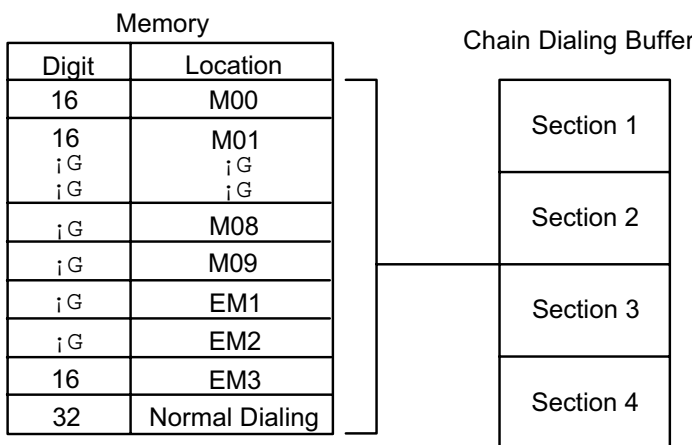 Memory
Chain Dialing Buffer
Digit Location
16 M00
16 M01
¡G ¡G
¡G ¡G
¡G M08
¡G M09
¡G EM1
¡G EM2
16 EM3
32 Normal Dialing
Section 1
Section 2
Section 3
Section 4